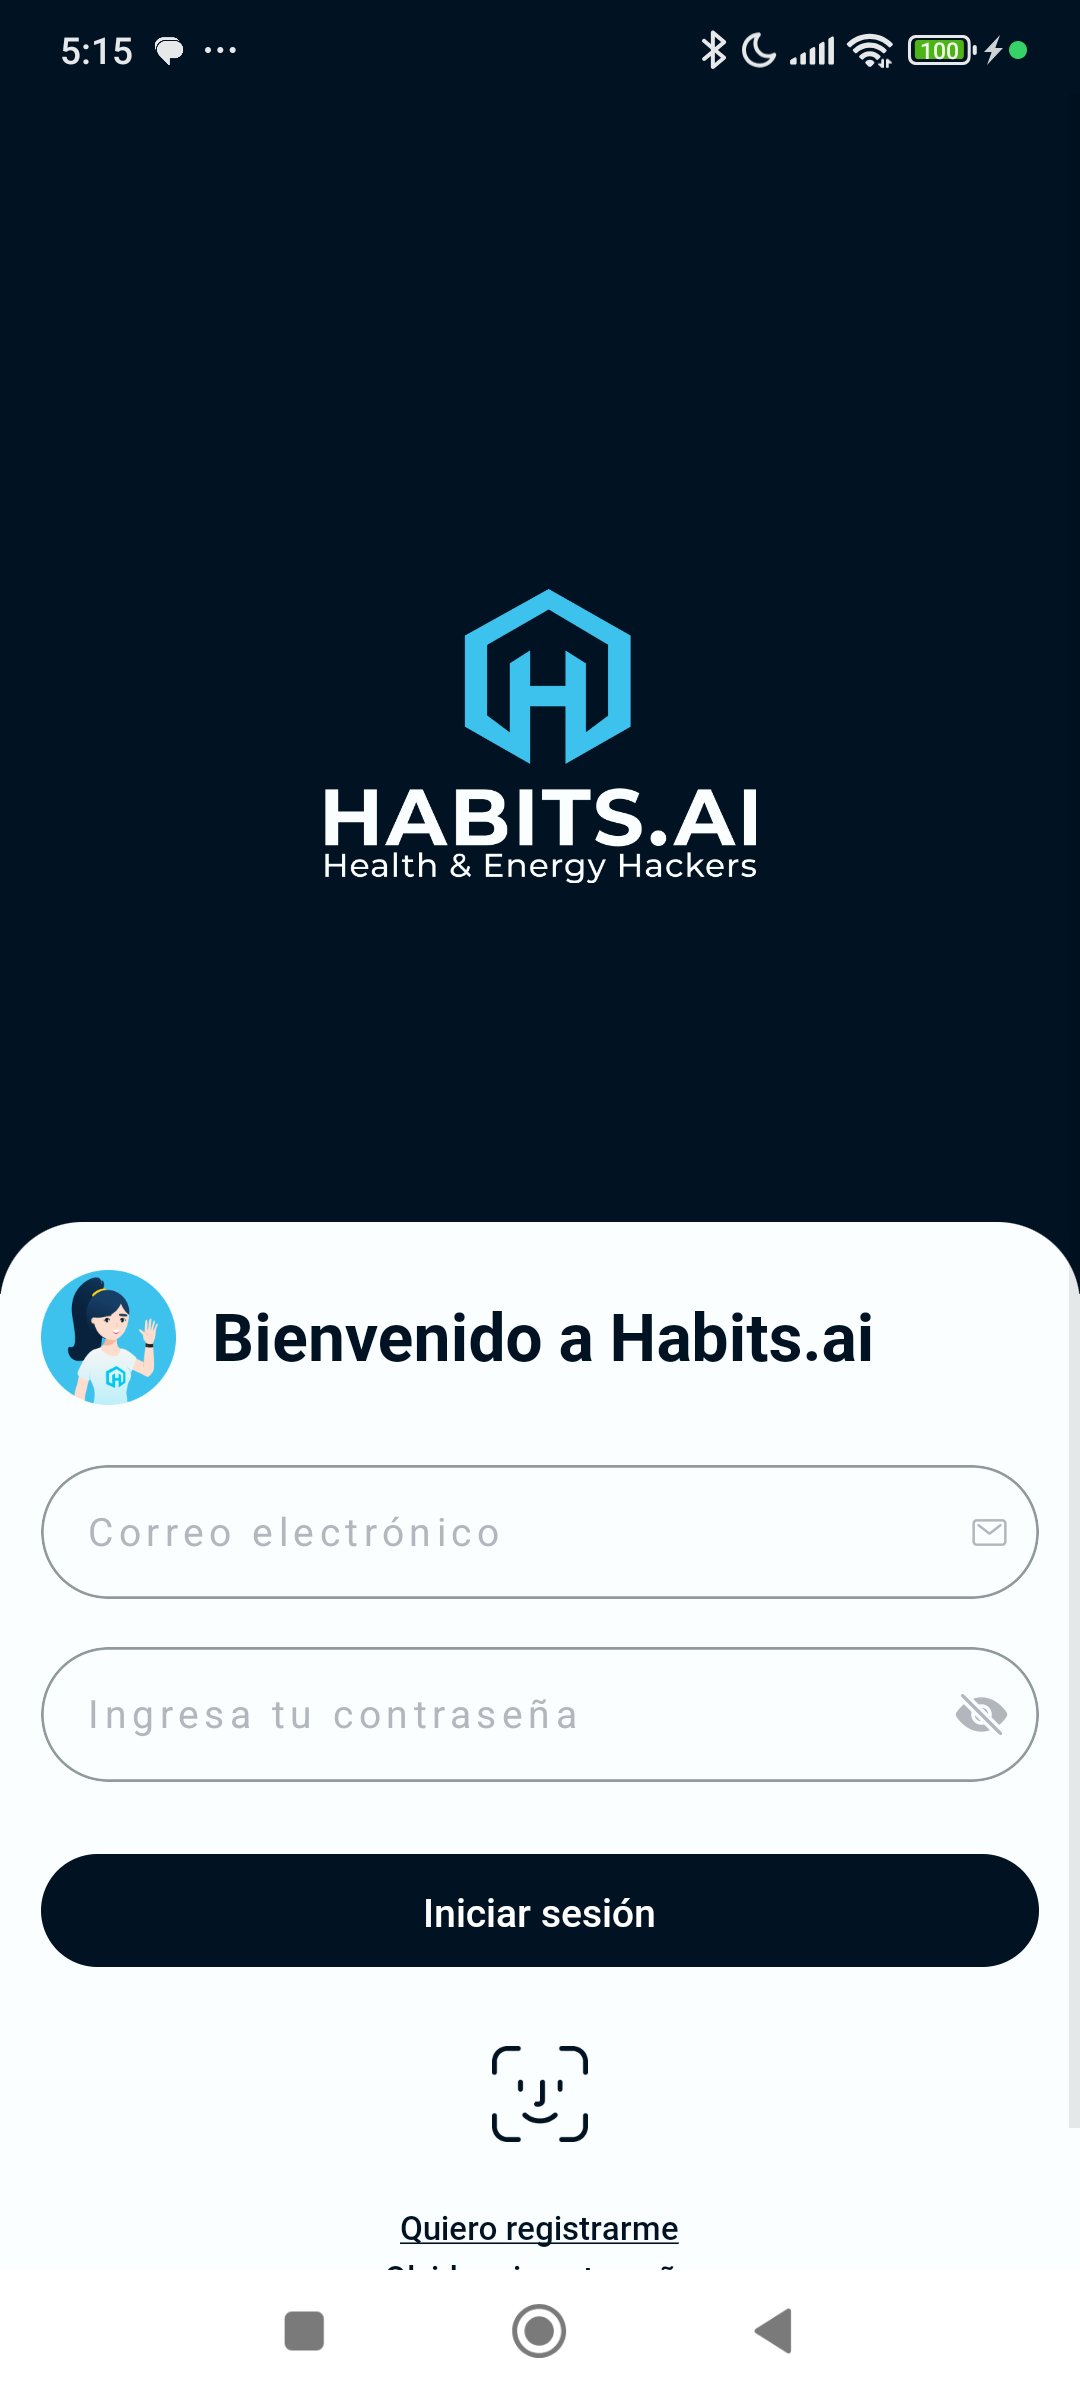 5:15
100
HABITS.AI
Health & Energy Hackers
Bienvenido a Habits.ai
Correo electrónico
Ingresa tu contraseña
Iniciar sesión
Quiero registrarme